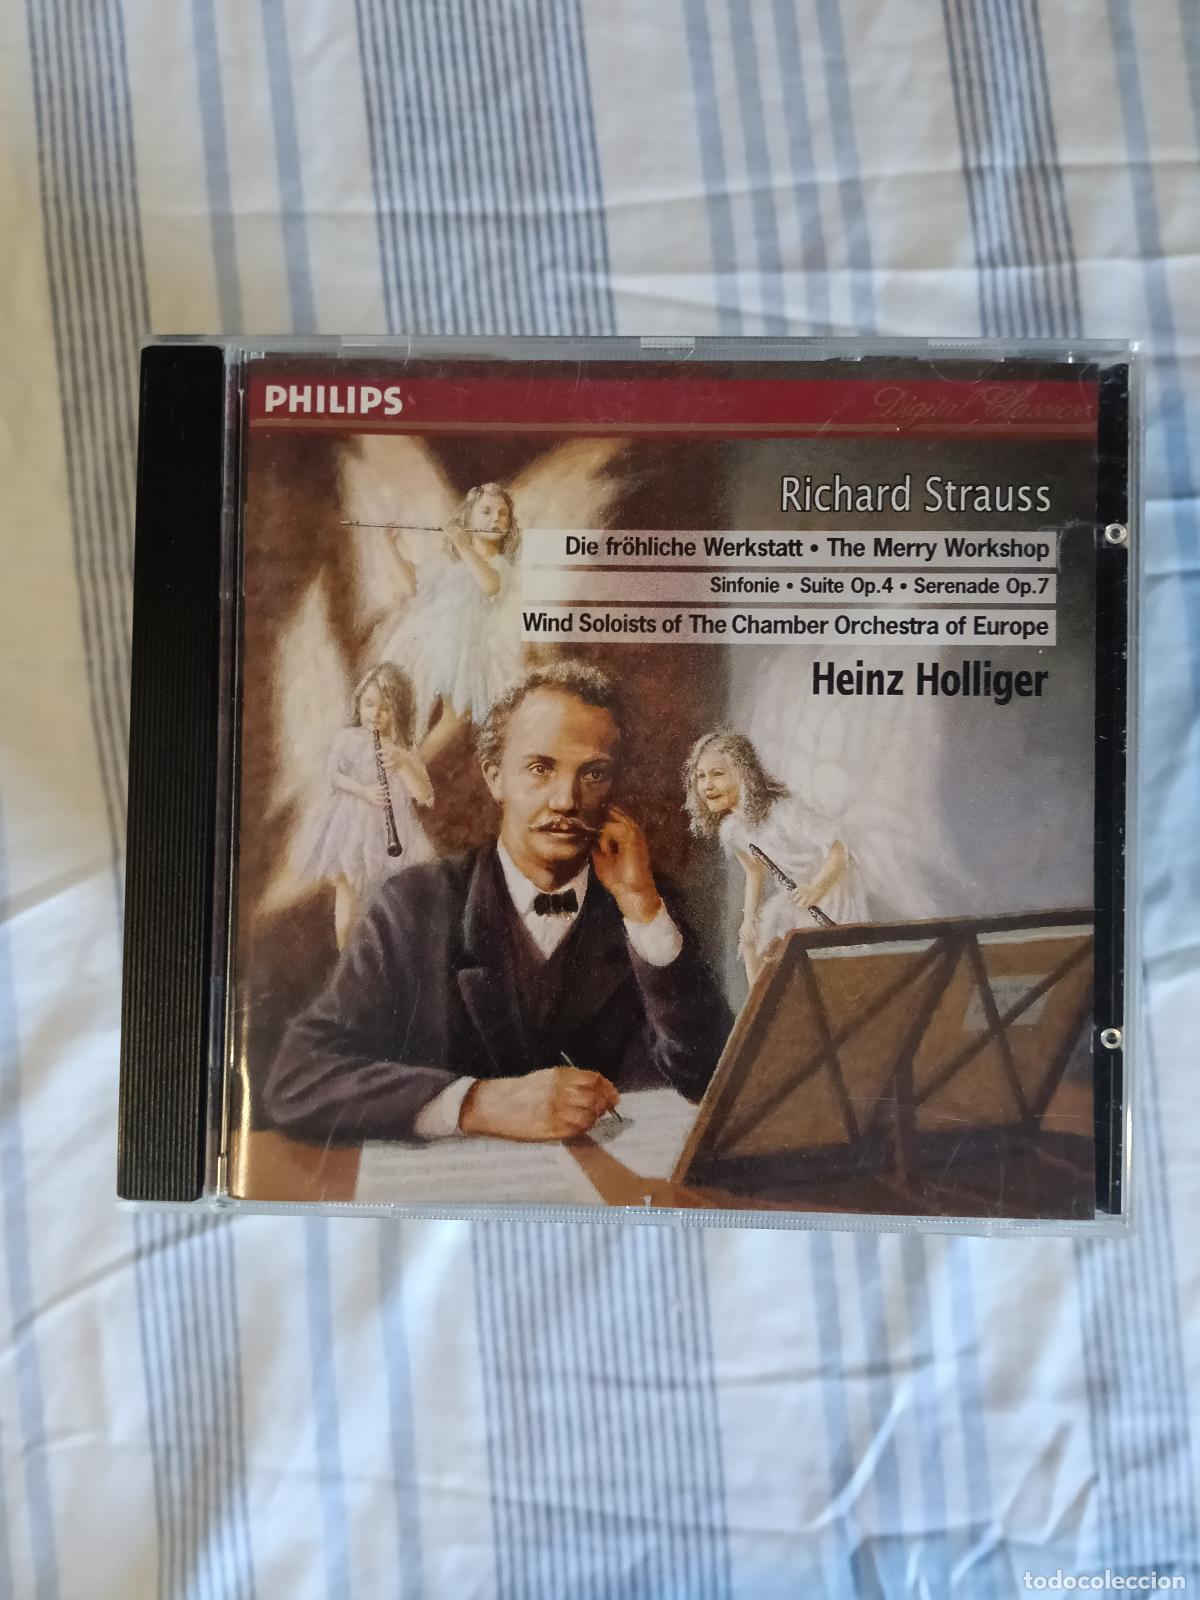 PHILIPS
Digital Classics
Richard Strauss
Die fröhliche Werkstatt • The Merry Workshop
Sinfonie • Suite Op.4 • Serenade Op.7
Wind Soloists of The Chamber Orchestra of Europe
Heinz Holliger
todocoleccion